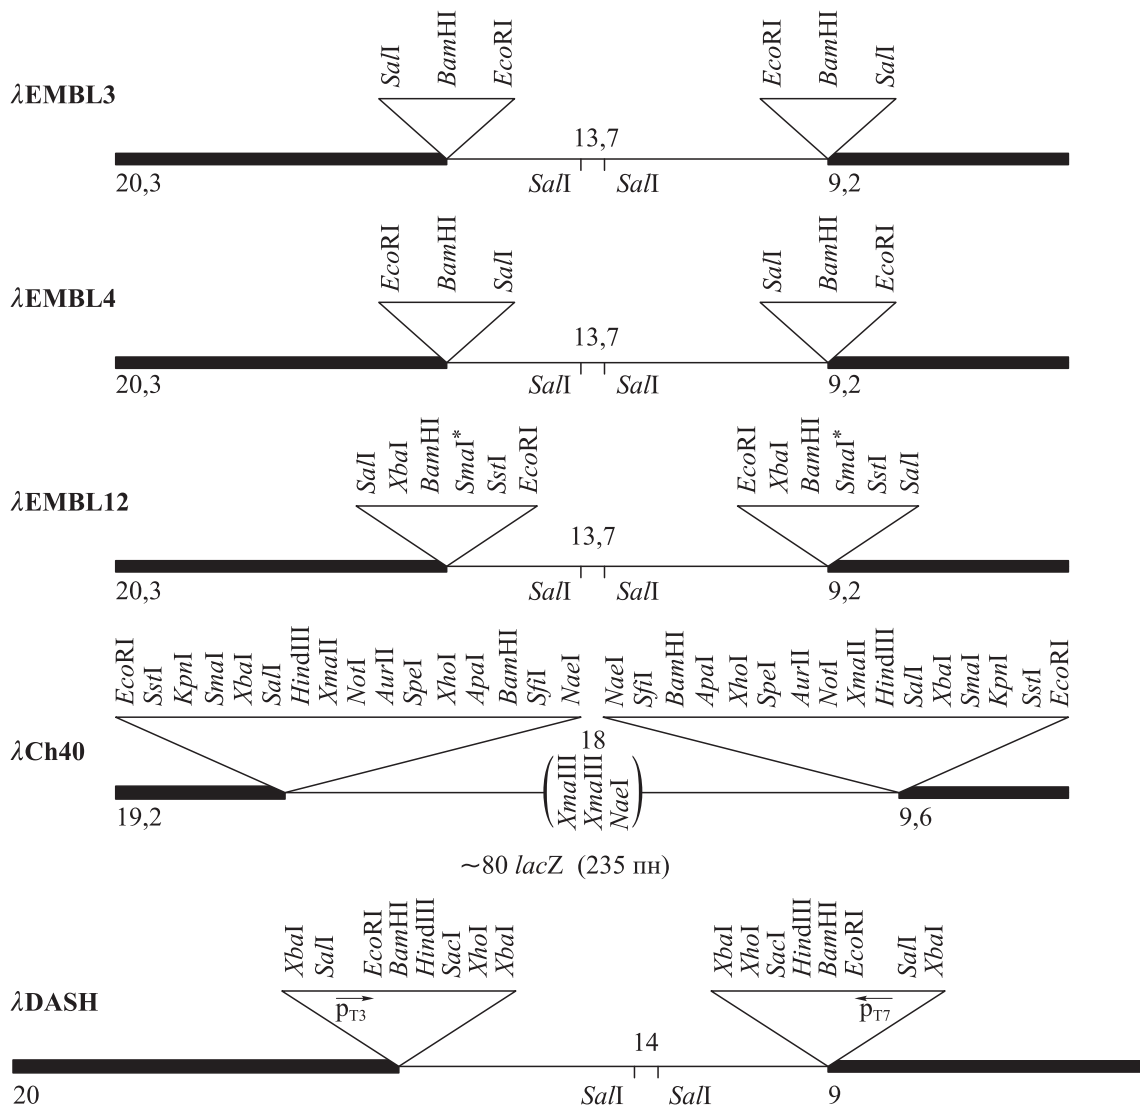 SalI BamHI EcoRI EcoRI BamHI SalI
λEMBL3
13,7
20,3 SalI SalI 9,2
EcoRI BamHI SalI SalI BamHI EcoRI
λEMBL4
13,7
20,3 SalI SalI 9,2
SalI XbaI BamHI SmaI* SstI EcoRI EcoRI XbaI BamHI SmaI* SstI SalI
λEMBL12
13,7
20,3 SalI SalI 9,2
EcoRI SstI KpnI SmaI XbaI SalI HindIII XmaII NotI AurII SpeI XhoI ApaI BamHI SfiI NaeI NaeI SfiI BamHI ApaI XhoI SpeI AurII NotI XmaII HindIII SalI XbaI SmaI KpnI SstI EcoRI
λCh40
18
(XmaIII XmaIII NaeI)
19,2 9,6
~80 lacZ (235 пн)
XbaI SalI EcoRI BamHI HindIII SacI XhoI XbaI XbaI XhoI SacI HindIII BamHI EcoRI SalI XbaI
λDASH
pT3 pT7
14
20 SalI SalI 9